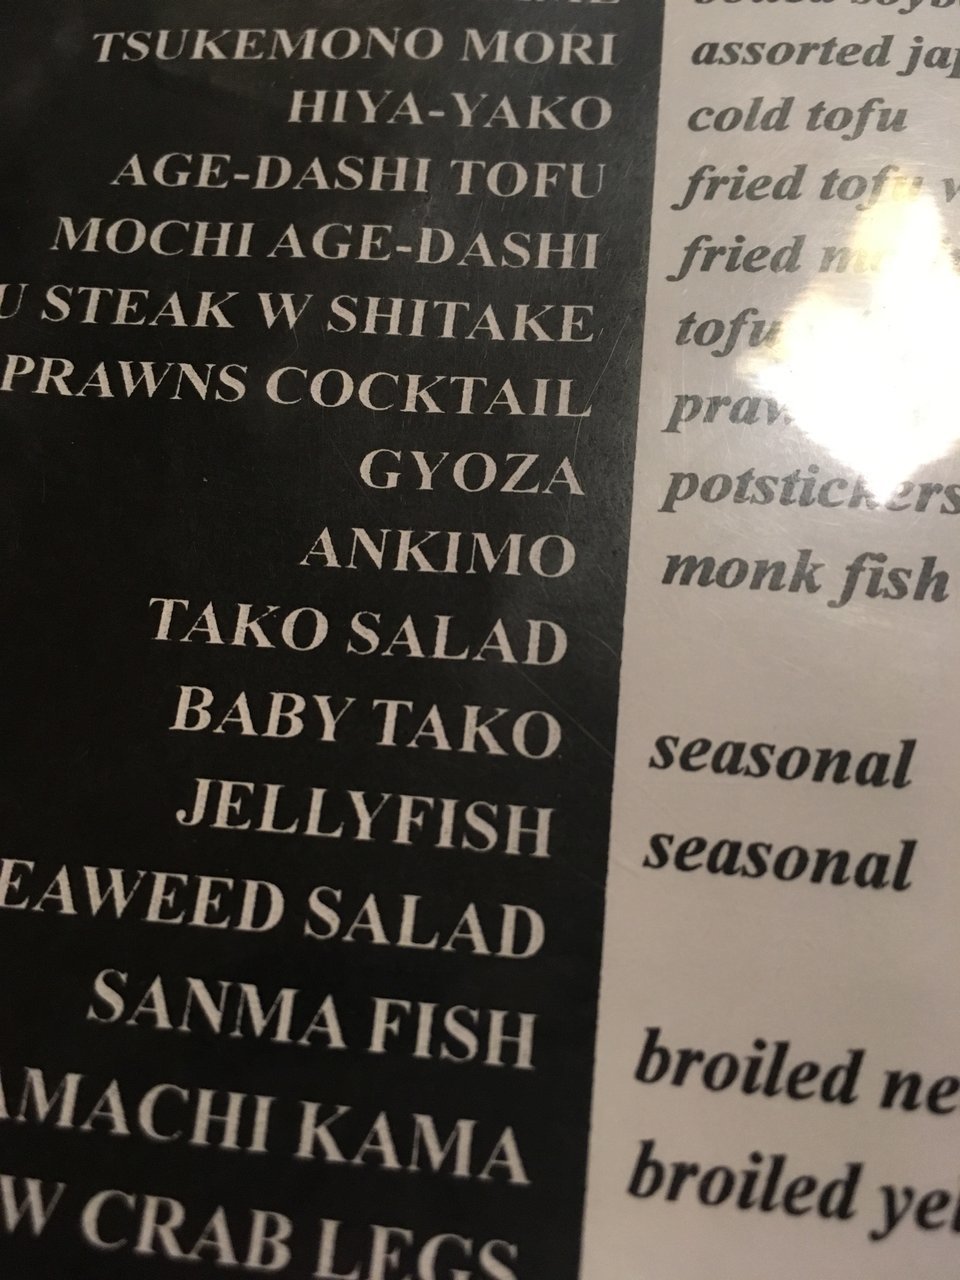 TSUKEMONO MORI assorted
HIYA-YAKO cold tofu
AGE-DASHI TOFU fried tofu
MOCHI AGE-DASHI fried
STEAK W SHITAKE tofu
PRAWNS COCKTAIL
GYOZA potstickers
ANKIMO monk fish
TAKO SALAD
BABY TAKO seasonal
JELLYFISH seasonal
SALAD
SANMA FISH broiled
KAMA broiled
CRAB LEGS